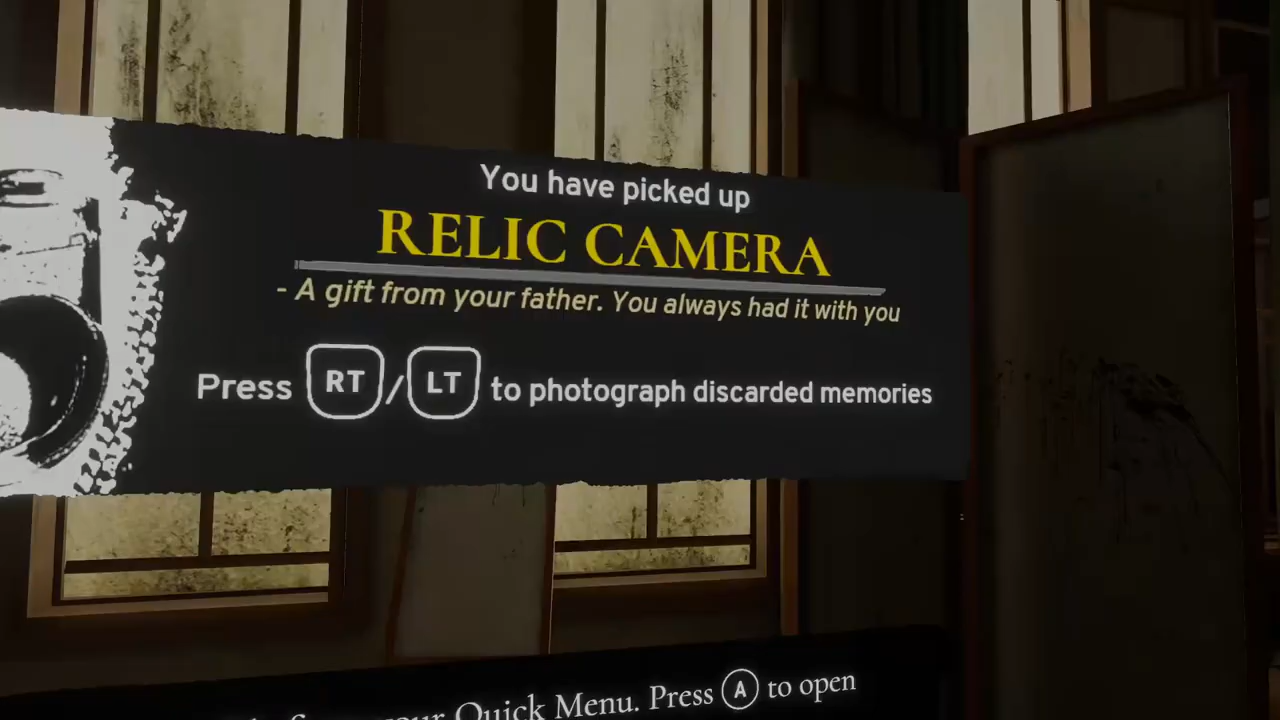 You have picked up
RELIC CAMERA
- A gift from your father. You always had it with you
Press RT/LT to photograph discarded memories
your Quick Menu. Press A to open